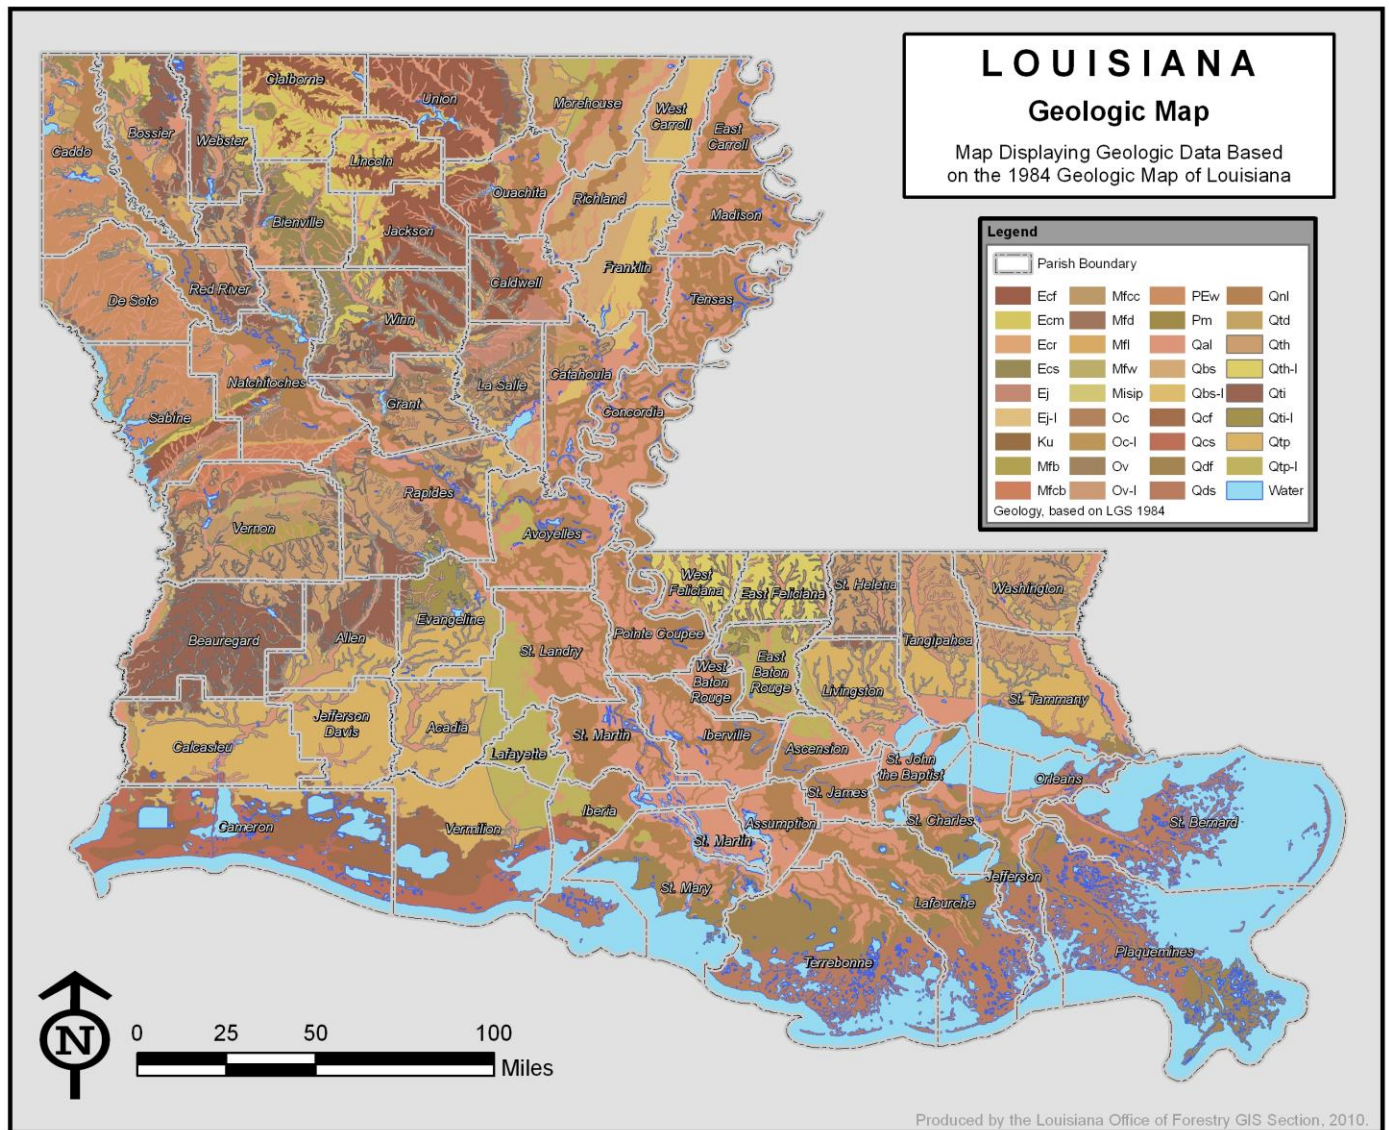 LOUISIANA
Geologic Map
Map Displaying Geologic Data Based
on the 1984 Geologic Map of Louisiana
Legend
Parish Boundary
Ecf Mfcc PEw Qnl
Ecm Mfd Pm Qtd
Ecr Mfl Qal Qth
Ecs Mfw Qbs Qth-l
Ej Misip Qbs-l Qti
Ej-l Oc Qcf Qti-l
Ku Oc-l Qcs Qtp
Mfb Ov Qdf Qtp-l
Mfcb Ov-l Qds Water
Geology, based on LGS 1984
Caddo
Bossier
Webster
Claiborne
Union
Morehouse
West
Carroll
East
Carroll
Lincoln
Ouachita
Richland
Madison
Bienville
Jackson
De Soto
Red River
Caldwell
Franklin
Tensas
Winn
Natchitoches
Sabine
Grant
La Salle
Catahoula
Concordia
Vernon
Rapides
Avoyelles
Beauregard
Allen
Evangeline
St. Landry
Pointe Coupee
West
Feliciana
East Feliciana
St. Helena
Tangipahoa
Washington
West
Baton
Rouge
East
Baton
Rouge
Livingston
St. Tammany
Calcasieu
Jefferson
Davis
Acadia
Lafayette
St. Martin
Iberville
Ascension
St. John
the Baptist
Orleans
St. James
Cameron
Vermilion
Iberia
St. Martin
Assumption
St. Charles
St. Bernard
St. Mary
Lafourche
Jefferson
Terrebonne
Plaquemines
N
0 25 50 100
Miles
Produced by the Louisiana Office of Forestry GIS Section, 2010.